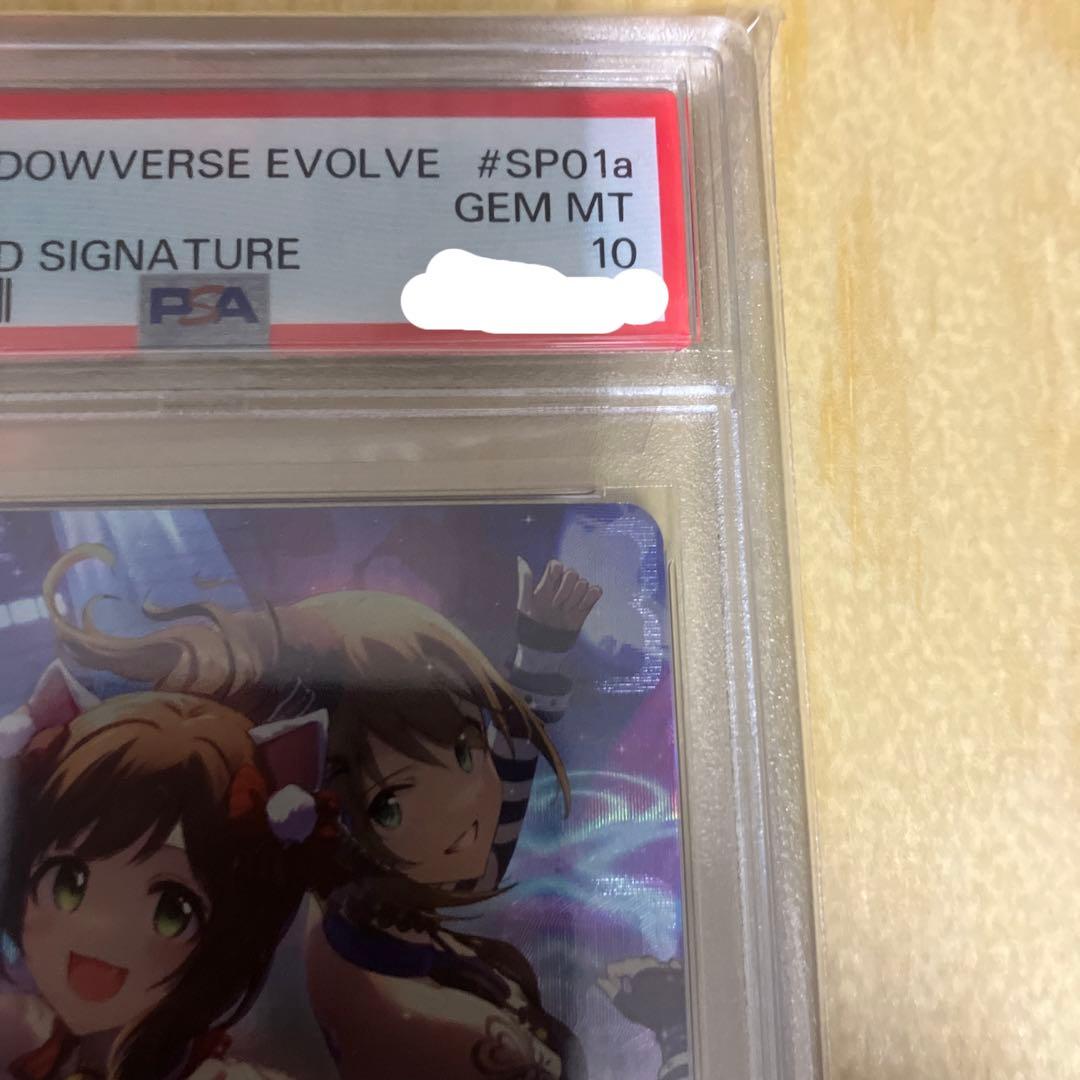 DOWVERSE EVOLVE #SP01a
GEM MT
D SIGNATURE 10
PSA